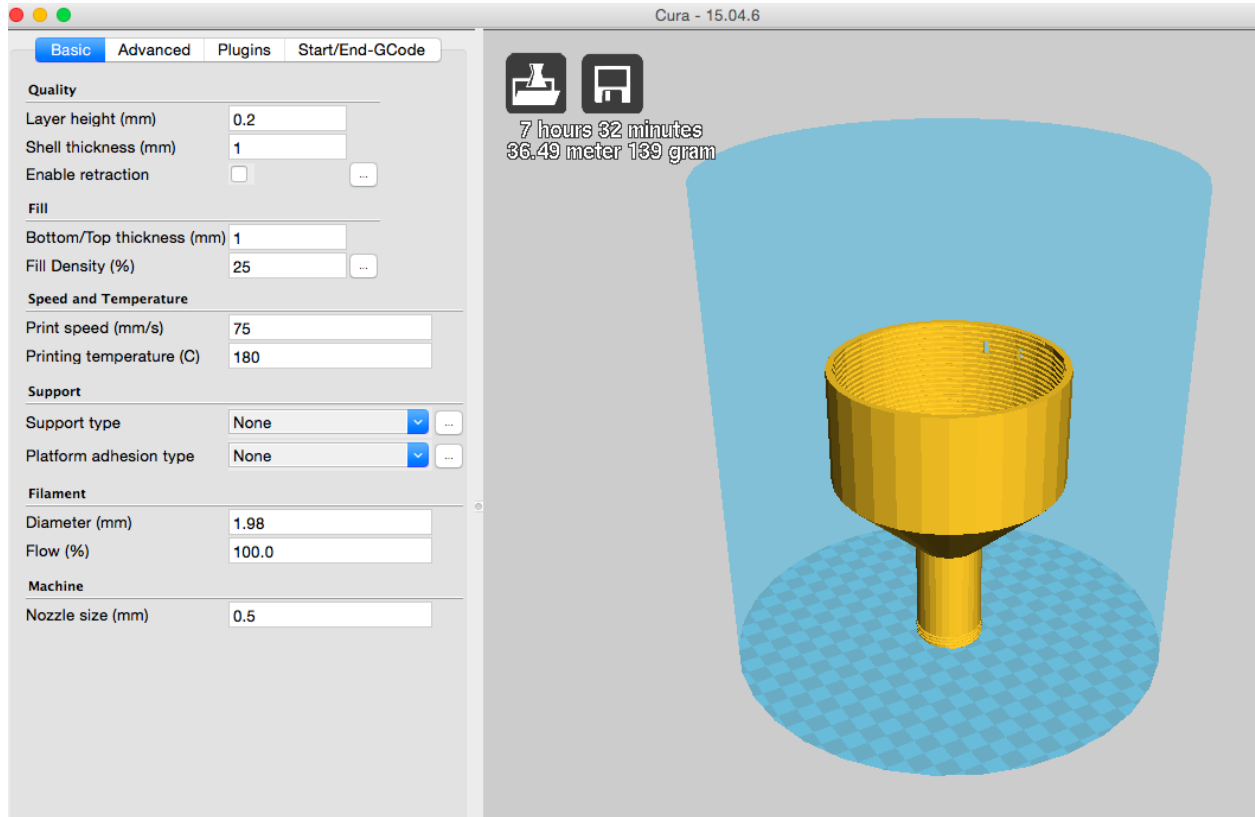 Cura - 15.04.6
Basic Advanced Plugins Start/End-GCode
Quality
Layer height (mm) 0.2
Shell thickness (mm) 1
Enable retraction ...
Fill
Bottom/Top thickness (mm) 1
Fill Density (%) 25 ...
Speed and Temperature
Print speed (mm/s) 75
Printing temperature (C) 180
Support
Support type None ...
Platform adhesion type None ...
Filament
Diameter (mm) 1.98
Flow (%) 100.0
Machine
Nozzle size (mm) 0.5
7 hours 32 minutes
36.49 meter 139 gram